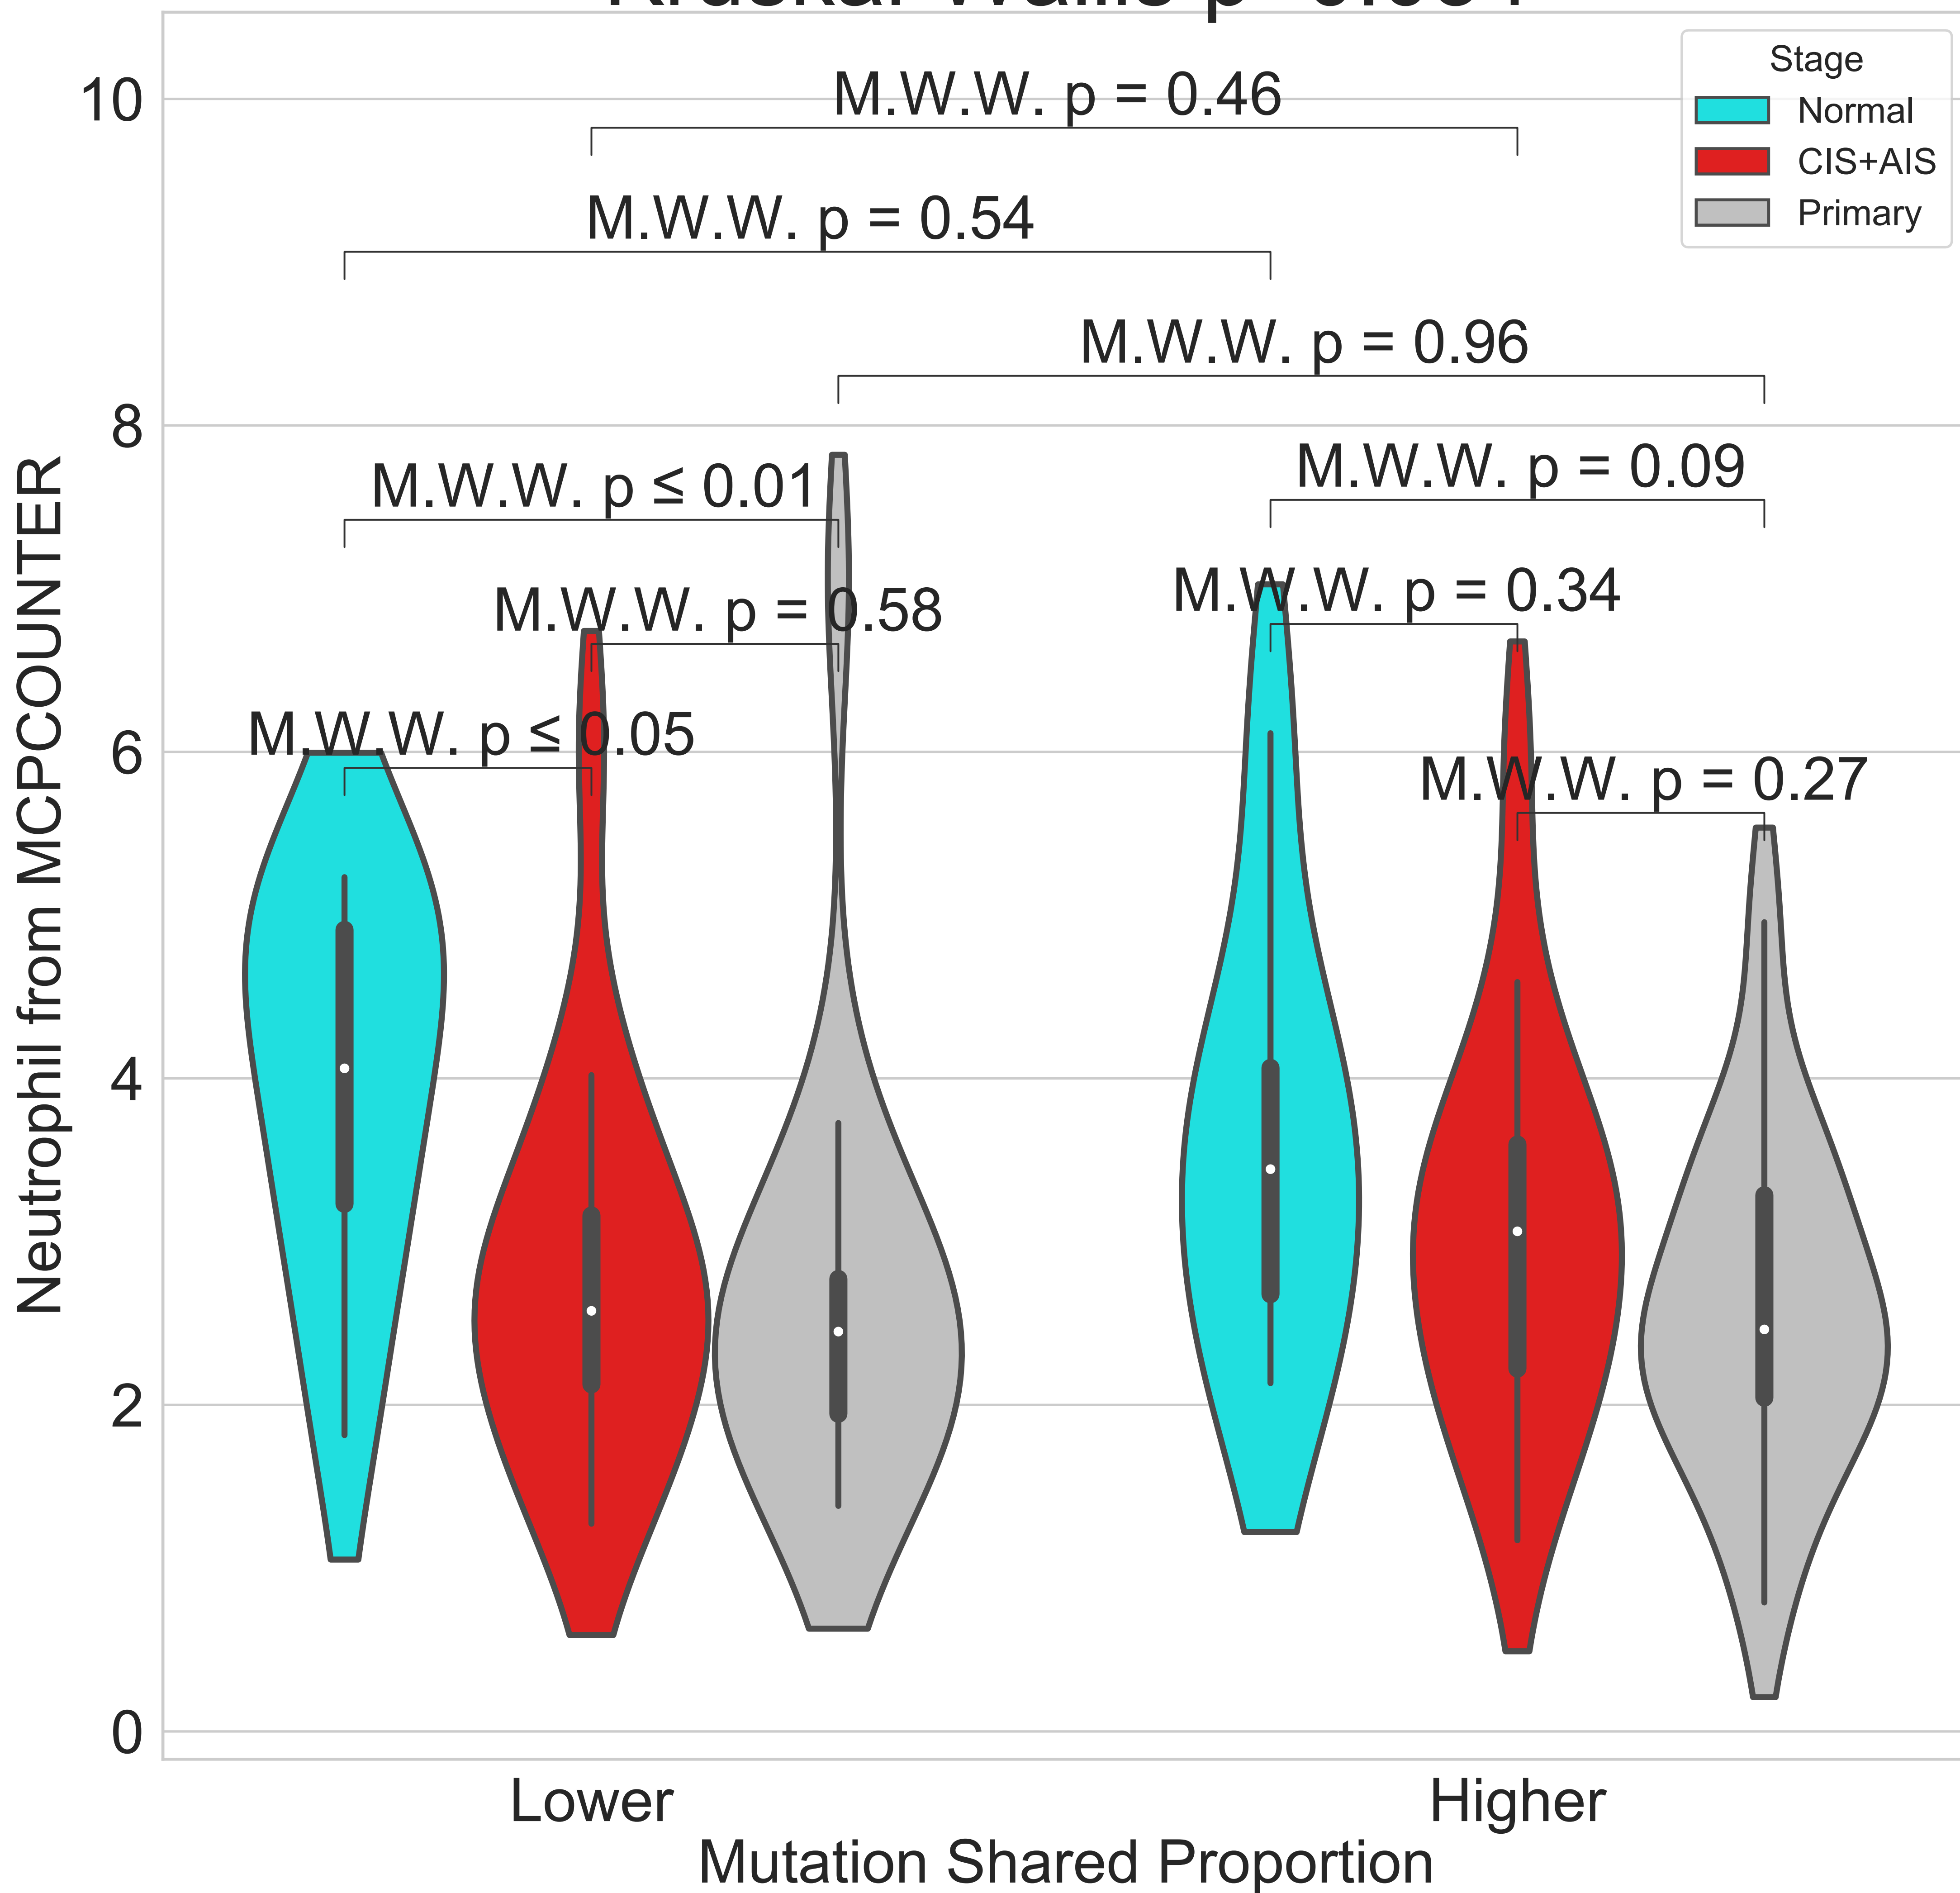 10
8
6
4
2
0
Neutrophil from MCPCOUNTER
Stage
Normal
CIS+AIS
Primary
M.W.W. p = 0.46
M.W.W. p = 0.54
M.W.W. p = 0.96
M.W.W. p ≤ 0.01
M.W.W. p = 0.09
M.W.W. p = 0.58
M.W.W. p = 0.34
M.W.W. p ≤ 0.05
M.W.W. p = 0.27
Lower
Higher
Mutation Shared Proportion